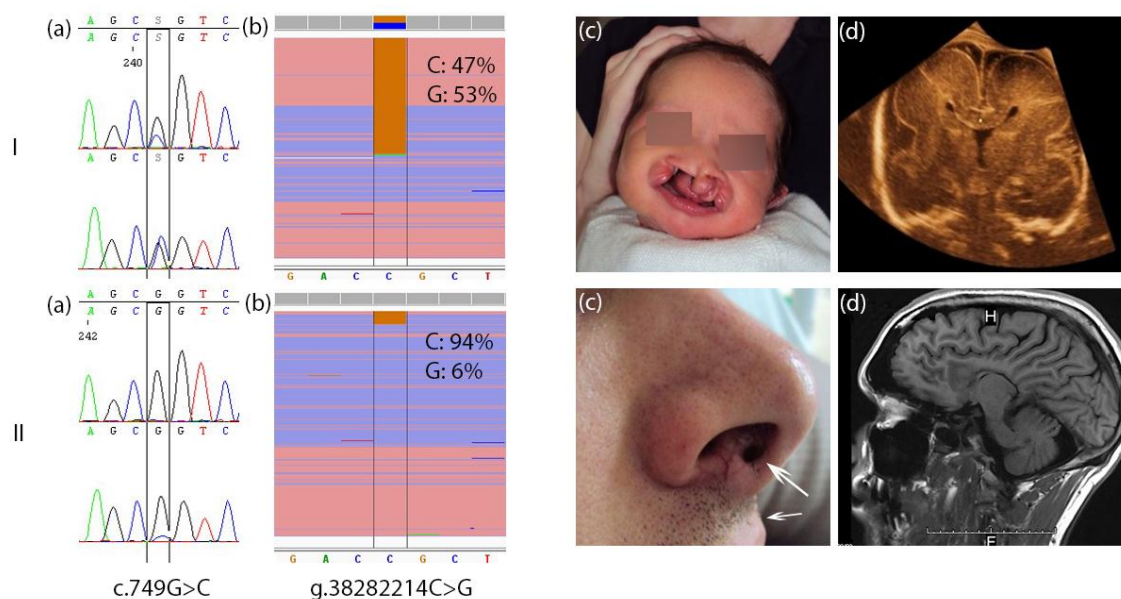 (a)
A G C S G T C
A G C S G T C
240
A G C S G T C
(b)
C: 47%
G: 53%
G A C C G C T
(c)
(d)
I
(a)
A G C G G T C
A G C G G T C
242
A G C G G T C
(b)
C: 94%
G: 6%
G A C C G C T
(c)
(d)
H
F
II
c.749G>C
g.38282214C>G